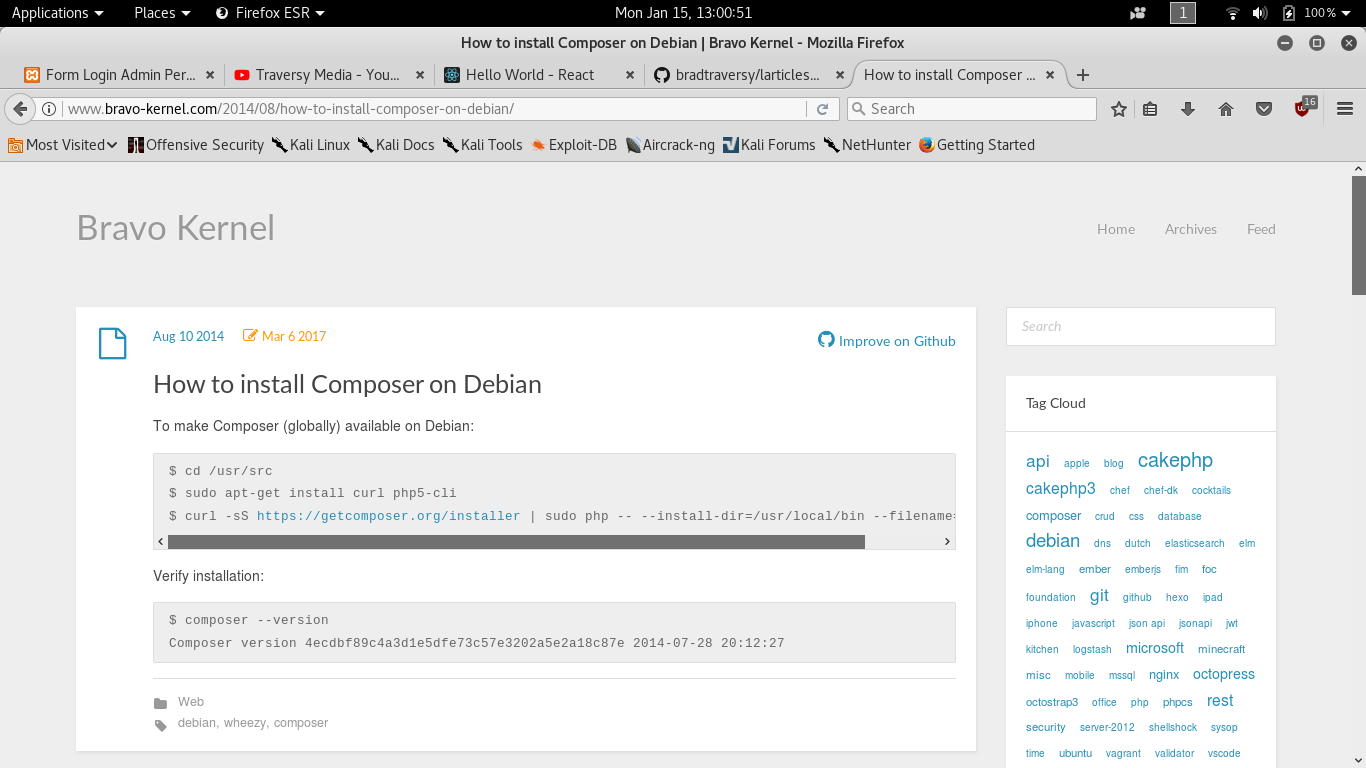 Applications Places Firefox ESR Mon Jan 15, 13:00:51 1 100%
How to install Composer on Debian | Bravo Kernel - Mozilla Firefox
Form Login Admin Per... Traversy Media - You... Hello World - React bradtraversy/larticles... How to install Composer ...
www.bravo-kernel.com/2014/08/how-to-install-composer-on-debian/ Search 16
Most Visited Offensive Security Kali Linux Kali Docs Kali Tools Exploit-DB Aircrack-ng Kali Forums NetHunter Getting Started
Bravo Kernel
Home Archives Feed
Aug 10 2014 Mar 6 2017 Improve on Github
How to install Composer on Debian
To make Composer (globally) available on Debian:
$ cd /usr/src
$ sudo apt-get install curl php5-cli
$ curl -sS https://getcomposer.org/installer | sudo php -- --install-dir=/usr/local/bin --filename=
Verify installation:
$ composer --version
Composer version 4ecdbf89c4a3d1e5dfe73c57e3202a5e2a18c87e 2014-07-28 20:12:27
Web
debian, wheezy, composer
Search
Tag Cloud
api apple blog cakephp
cakephp3 chef chef-dk cocktails
composer crud css database
debian dns dutch elasticsearch elm
elm-lang ember emberjs fim foc
foundation git github hexo ipad
iphone javascript json api jsonapi jwt
kitchen logstash microsoft minecraft
misc mobile mssql nginx octopress
octostrap3 office php phpcs rest
security server-2012 shellshock sysop
time ubuntu vagrant validator vscode